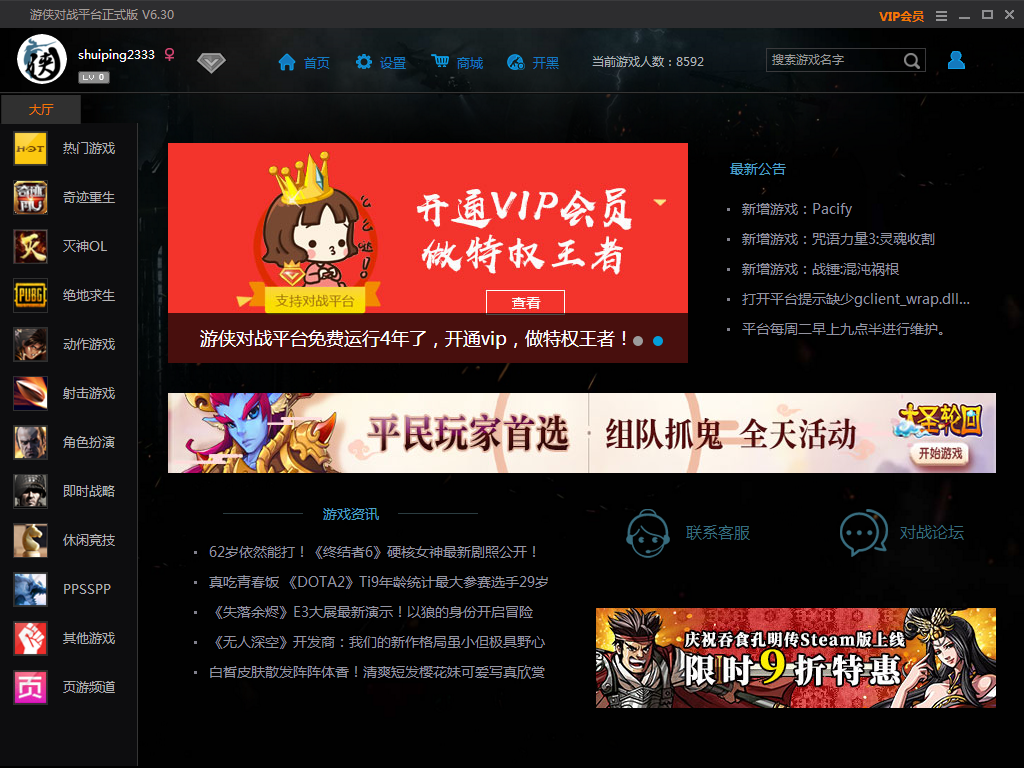 游侠对战平台正式版 V6.30
VIP会员
侠
shuiping2333
LV 0
首页
设置
商城
开黑
当前游戏人数：8592
搜索游戏名字
大厅
HOT
热门游戏
奇迹MU
奇迹重生
灭
灭神OL
PUBG
绝地求生
动作游戏
射击游戏
角色扮演
即时战略
休闲竞技
PPSSPP
其他游戏
页
页游频道
开通VIP会员
做特权王者
支持对战平台
查看
游侠对战平台免费运行4年了，开通vip，做特权王者！
最新公告
新增游戏：Pacify
新增游戏：咒语力量3:灵魂收割
新增游戏：战锤:混沌祸根
打开平台提示缺少gclient_wrap.dll...
平台每周二早上九点半进行维护。
平民玩家首选
组队抓鬼 全天活动
大圣轮回
开始游戏
游戏资讯
62岁依然能打！《终结者6》硬核女神最新剧照公开！
真吃青春饭 《DOTA2》Ti9年龄统计最大参赛选手29岁
《失落余烬》E3大展最新演示！以狼的身份开启冒险
《无人深空》开发商：我们的新作格局虽小但极具野心
白皙皮肤散发阵阵体香！清爽短发樱花妹可爱写真欣赏
联系客服
对战论坛
庆祝吞食孔明传Steam版上线
限时9折特惠